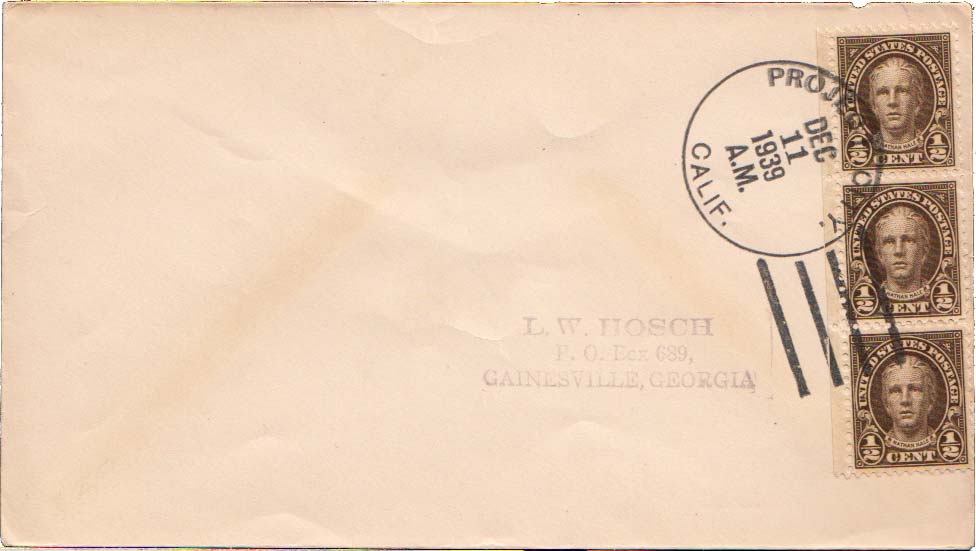 PROJ
DEC
11
1939
A.M.
CALIF.
UNITED STATES POSTAGE
NATHAN HALE
1/2 CENT 1/2
UNITED STATES POSTAGE
NATHAN HALE
1/2 CENT 1/2
UNITED STATES POSTAGE
NATHAN HALE
1/2 CENT 1/2
L. W. HOSCH
P. O. Box 689,
GAINESVILLE, GEORGIA